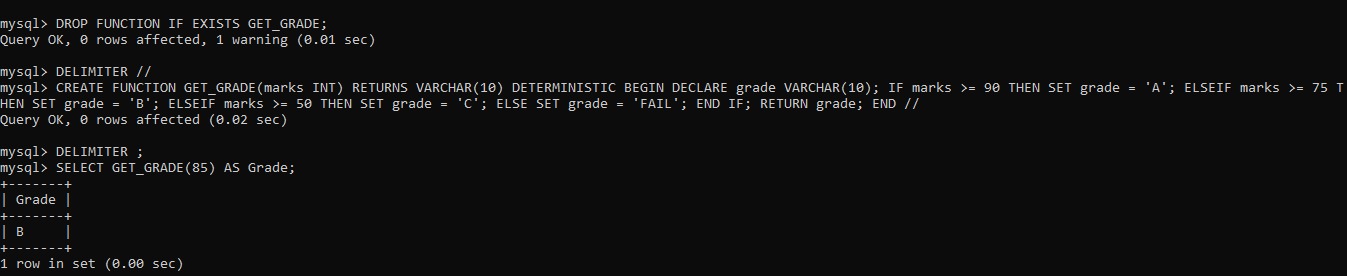 mysql> DROP FUNCTION IF EXISTS GET_GRADE;
Query OK, 0 rows affected, 1 warning (0.01 sec)

mysql> DELIMITER //
mysql> CREATE FUNCTION GET_GRADE(marks INT) RETURNS VARCHAR(10) DETERMINISTIC BEGIN DECLARE grade VARCHAR(10); IF marks >= 90 THEN SET grade = 'A'; ELSEIF marks >= 75 T
HEN SET grade = 'B'; ELSEIF marks >= 50 THEN SET grade = 'C'; ELSE SET grade = 'FAIL'; END IF; RETURN grade; END //
Query OK, 0 rows affected (0.02 sec)

mysql> DELIMITER ;
mysql> SELECT GET_GRADE(85) AS Grade;
+-------+
| Grade |
+-------+
| B     |
+-------+
1 row in set (0.00 sec)